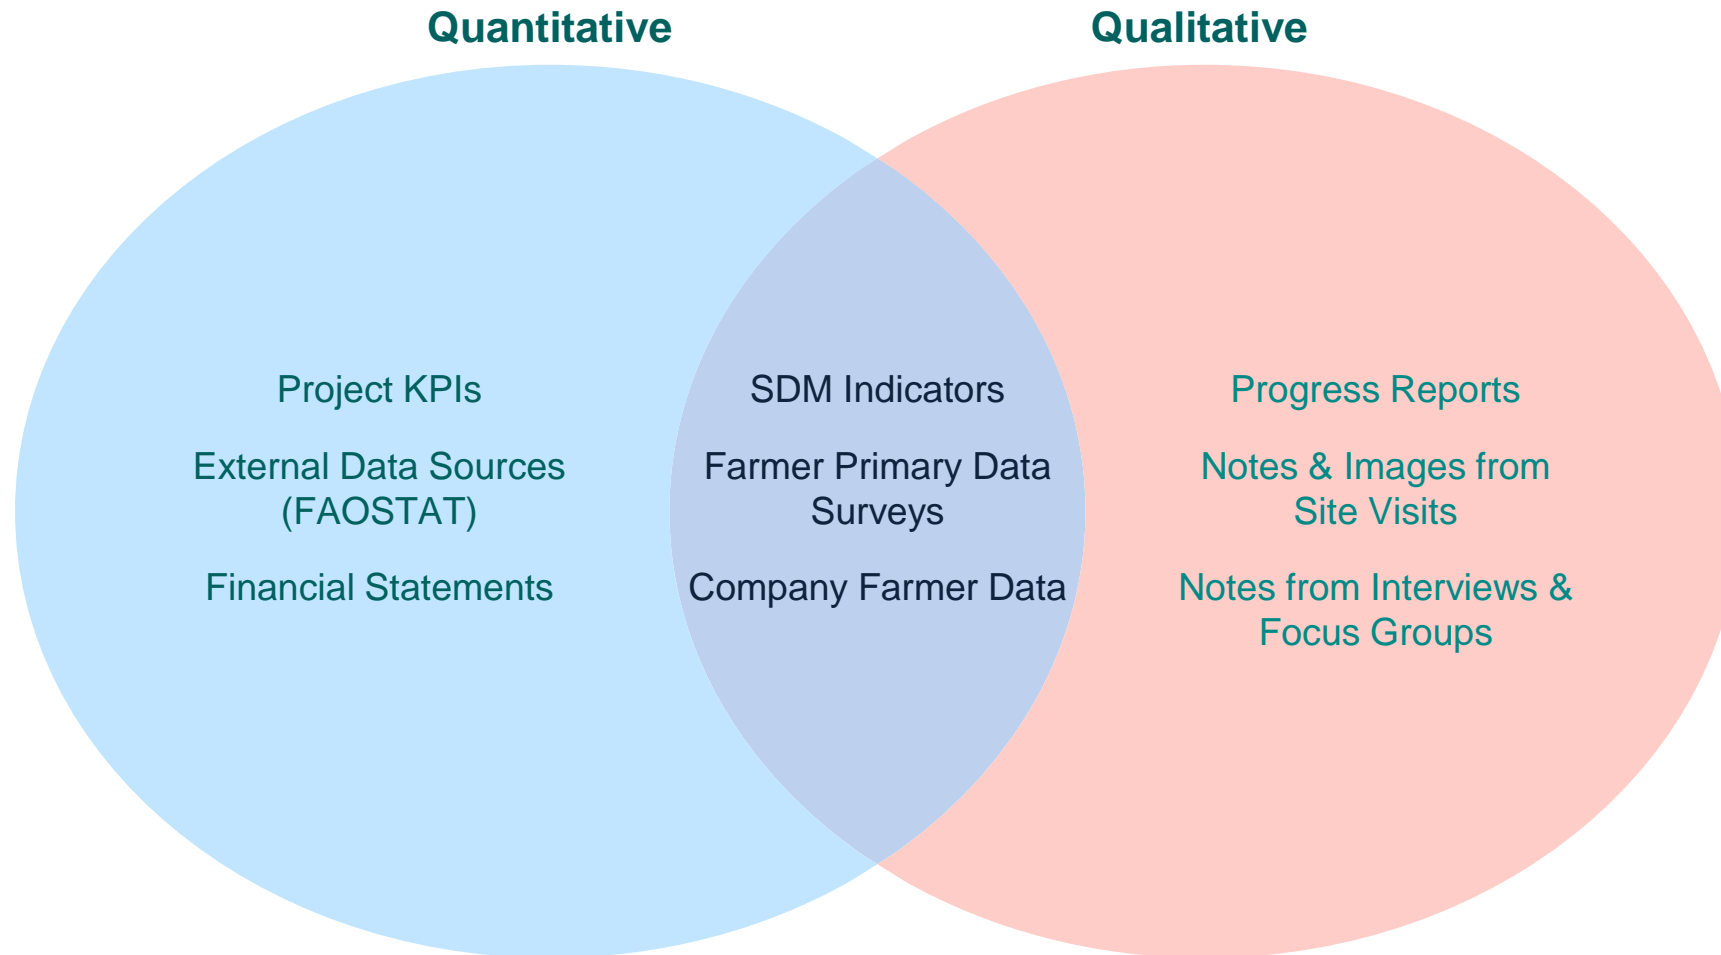 Quantitative
Qualitative
Project KPIs
External Data Sources
(FAOSTAT)
Financial Statements
SDM Indicators
Farmer Primary Data
Surveys
Company Farmer Data
Progress Reports
Notes & Images from
Site Visits
Notes from Interviews &
Focus Groups